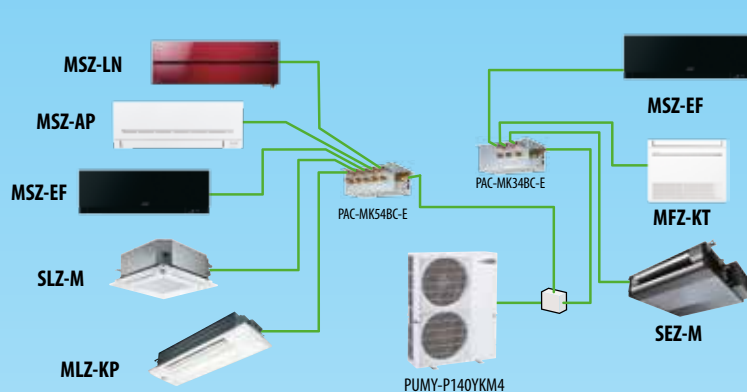 MSZ-LN
MSZ-AP
MSZ-EF
SLZ-M
MLZ-KP
PAC-MK54BC-E
PAC-MK34BC-E
PUMY-P140YKM4
MSZ-EF
MFZ-KT
SEZ-M